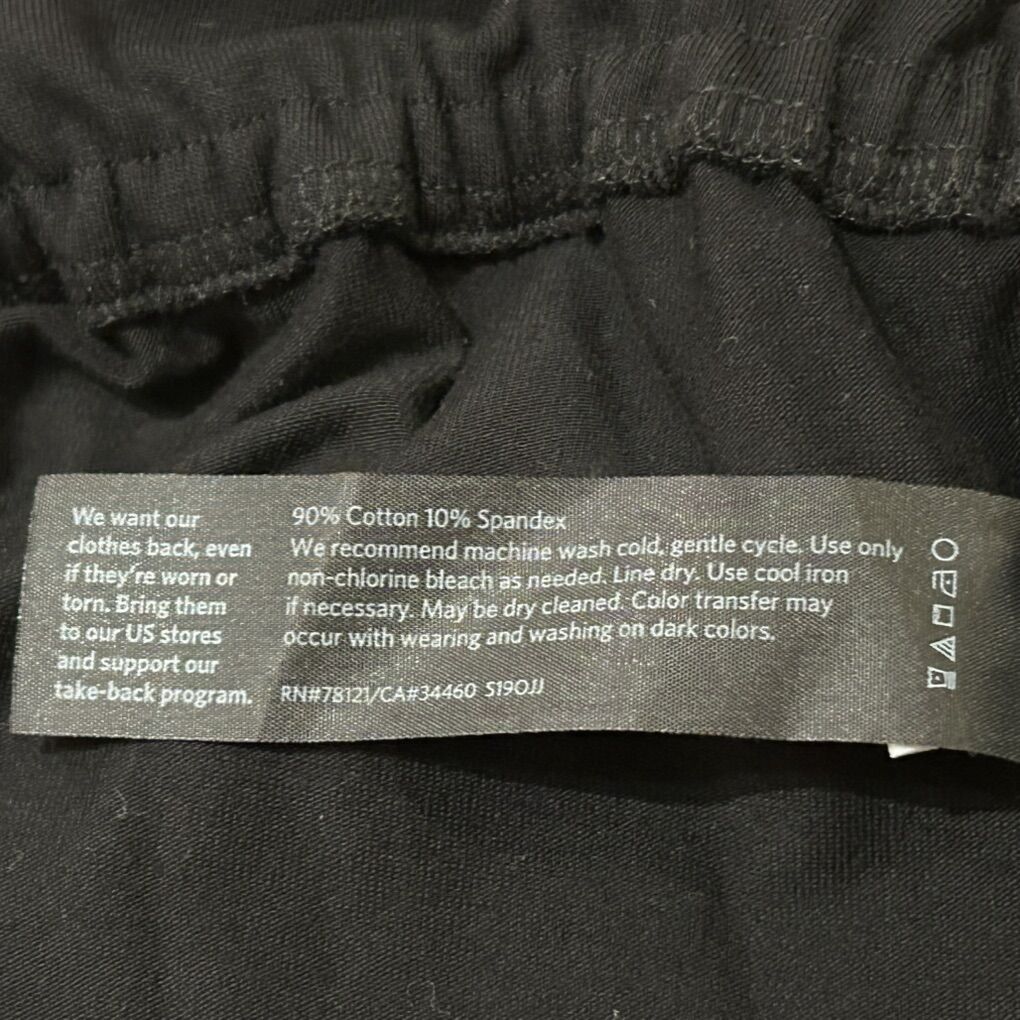 We want our
clothes back, even
if they're worn or
torn. Bring them
to our US stores
and support our
take-back program.
90% Cotton 10% Spandex
We recommend machine wash cold, gentle cycle. Use only
non-chlorine bleach as needed. Line dry. Use cool iron
if necessary. May be dry cleaned. Color transfer may
occur with wearing and washing on dark colors.
RN#78121/CA#34460 S19OJJ